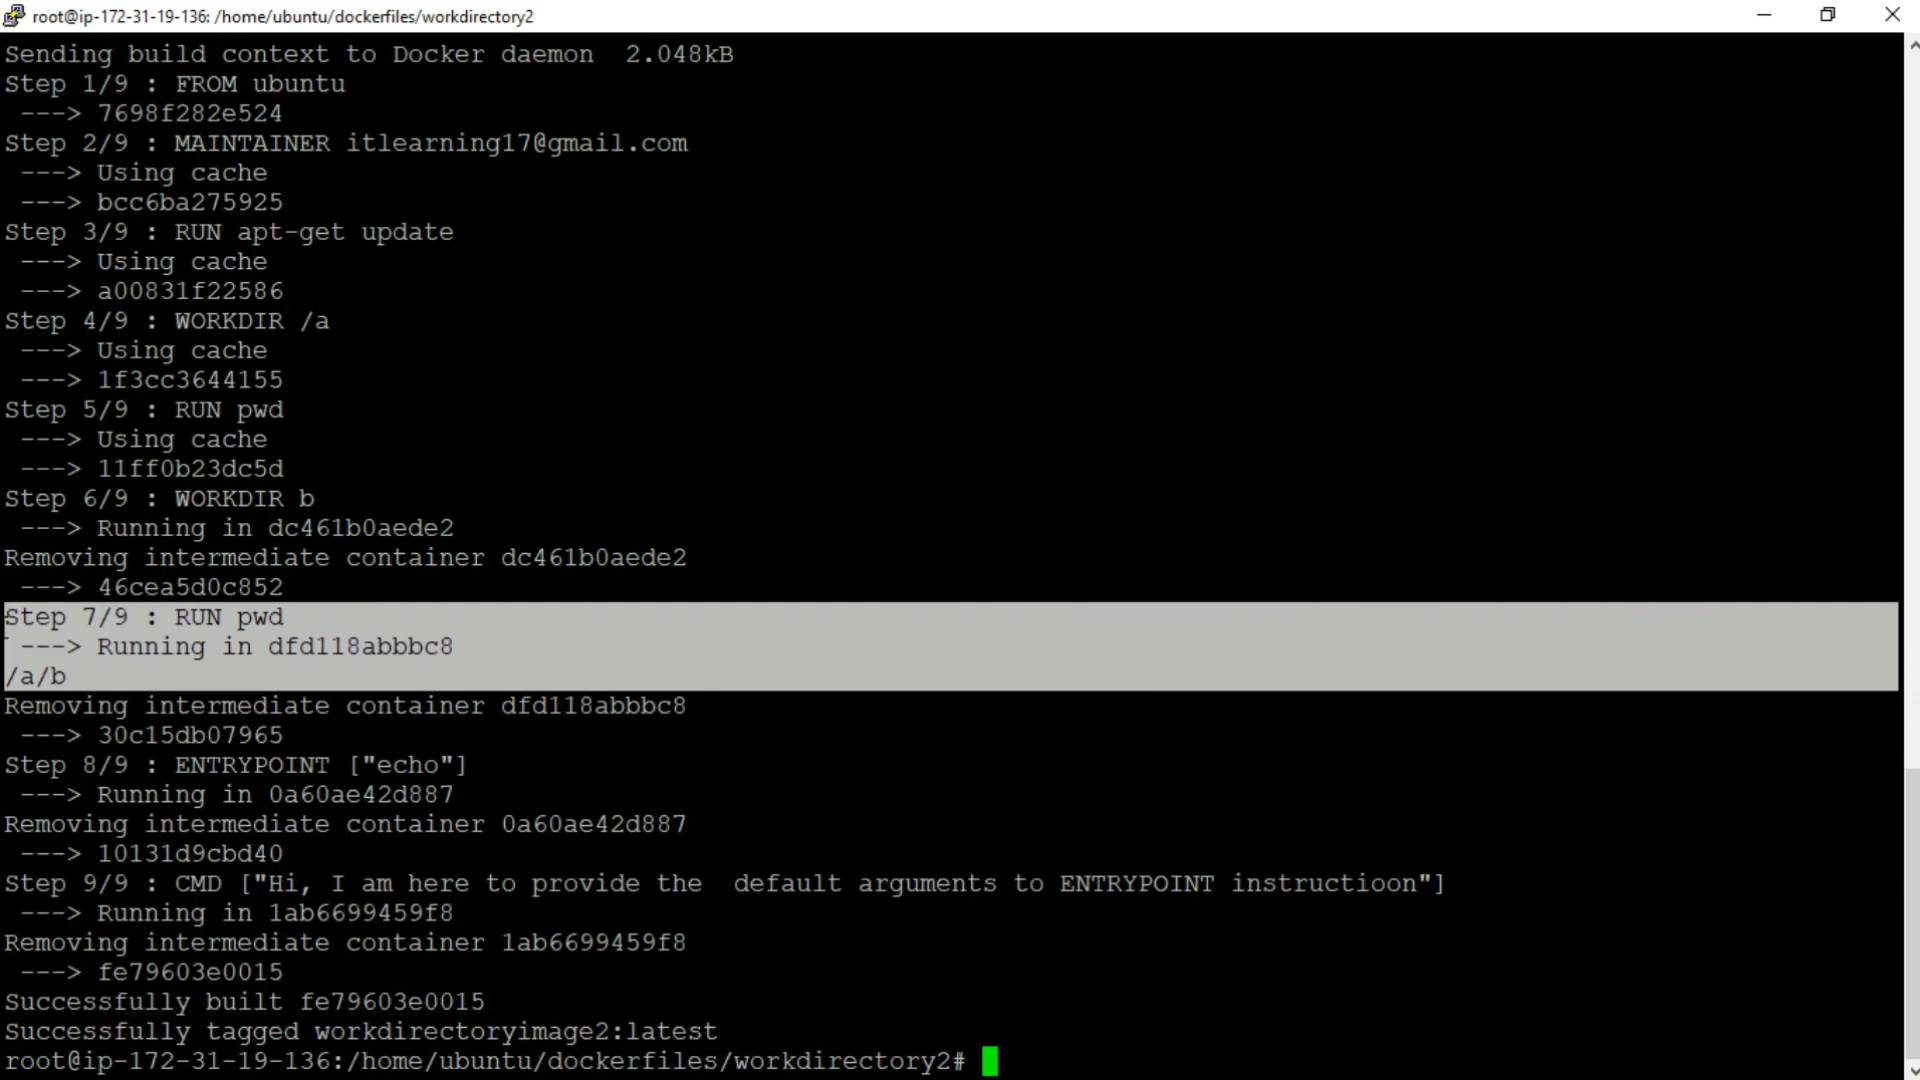 root@ip-172-31-19-136: /home/ubuntu/dockerfiles/workdirectory2
Sending build context to Docker daemon  2.048kB
Step 1/9 : FROM ubuntu
 ---> 7698f282e524
Step 2/9 : MAINTAINER itlearning17@gmail.com
 ---> Using cache
 ---> bcc6ba275925
Step 3/9 : RUN apt-get update
 ---> Using cache
 ---> a00831f22586
Step 4/9 : WORKDIR /a
 ---> Using cache
 ---> 1f3cc3644155
Step 5/9 : RUN pwd
 ---> Using cache
 ---> 11ff0b23dc5d
Step 6/9 : WORKDIR b
 ---> Running in dc461b0aede2
Removing intermediate container dc461b0aede2
 ---> 46cea5d0c852
Step 7/9 : RUN pwd
 ---> Running in dfd118abbbc8
/a/b
Removing intermediate container dfd118abbbc8
 ---> 30c15db07965
Step 8/9 : ENTRYPOINT ["echo"]
 ---> Running in 0a60ae42d887
Removing intermediate container 0a60ae42d887
 ---> 10131d9cbd40
Step 9/9 : CMD ["Hi, I am here to provide the  default arguments to ENTRYPOINT instructioon"]
 ---> Running in 1ab6699459f8
Removing intermediate container 1ab6699459f8
 ---> fe79603e0015
Successfully built fe79603e0015
Successfully tagged workdirectoryimage2:latest
root@ip-172-31-19-136:/home/ubuntu/dockerfiles/workdirectory2#